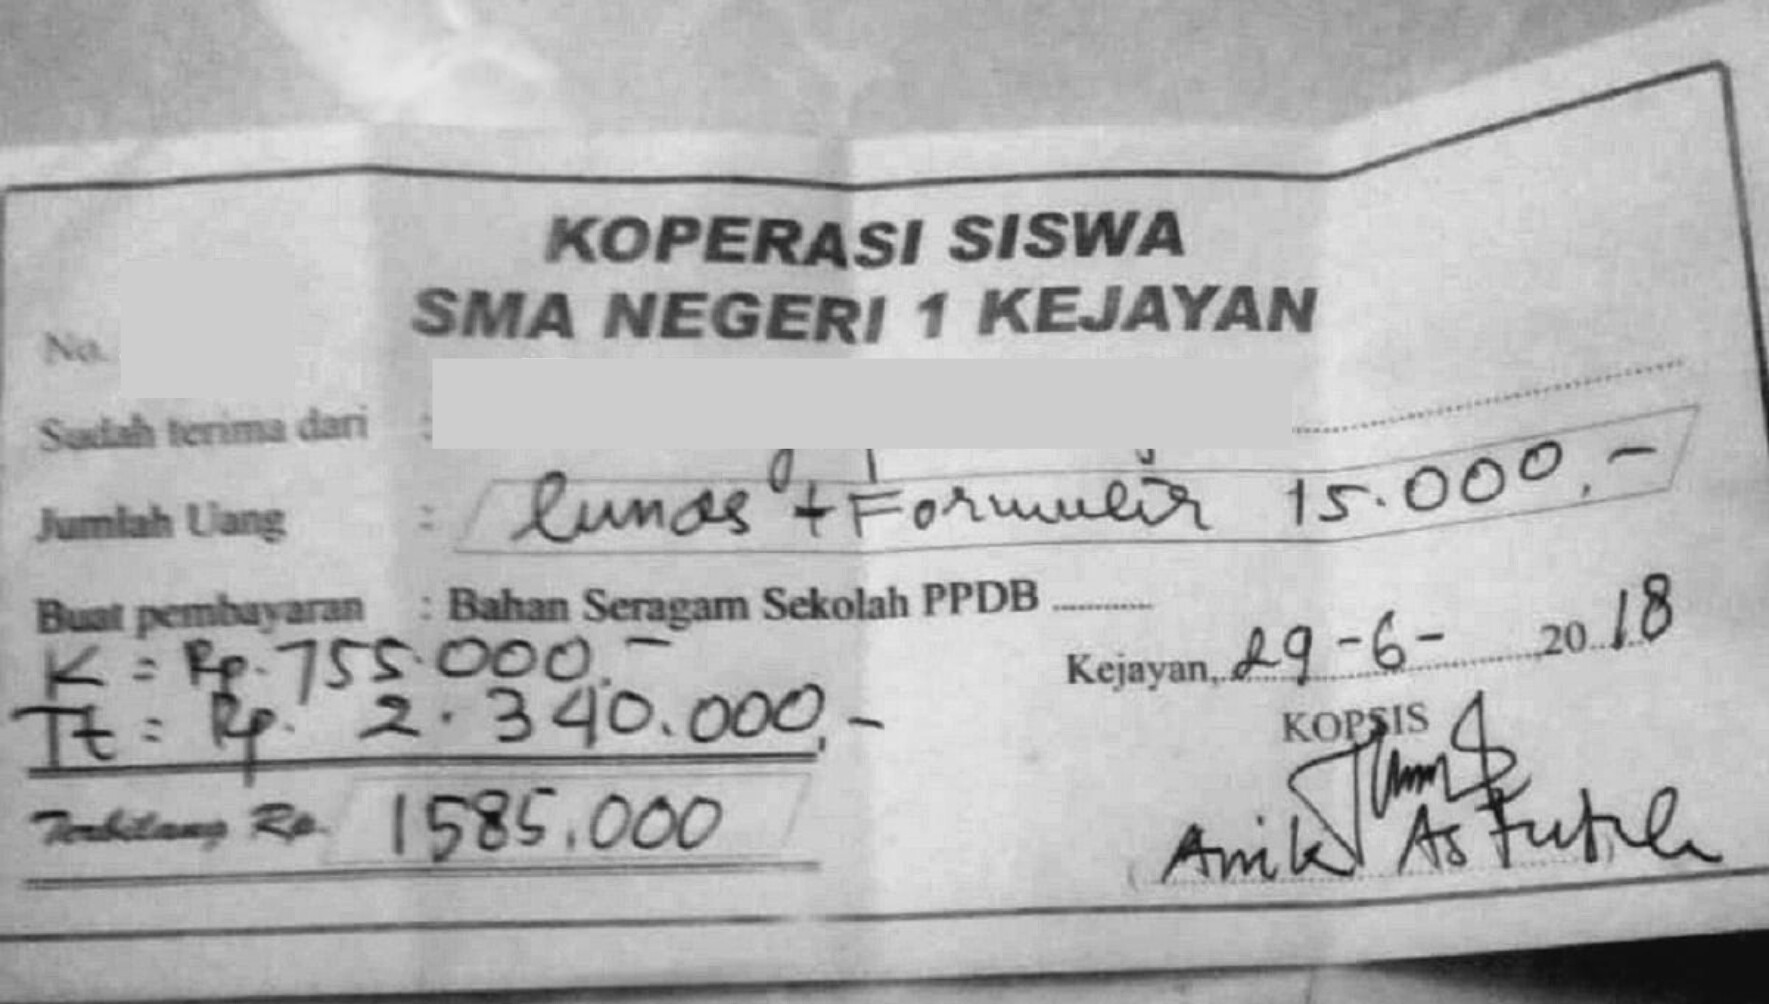 KOPERASI SISWA
SMA NEGERI 1 KEJAYAN
No.
Sudah terima dari :
Jumlah Uang : lunas + Formulir 15.000,-
Buat pembayaran : Bahan Seragam Sekolah PPDB ............
K = Rp. 755.000,-
Tt = Rp. 2.340.000,-
Kejayan, 29-6- 2018
KOPSIS
Terbilang Rp. 1585.000
Anik Astutik